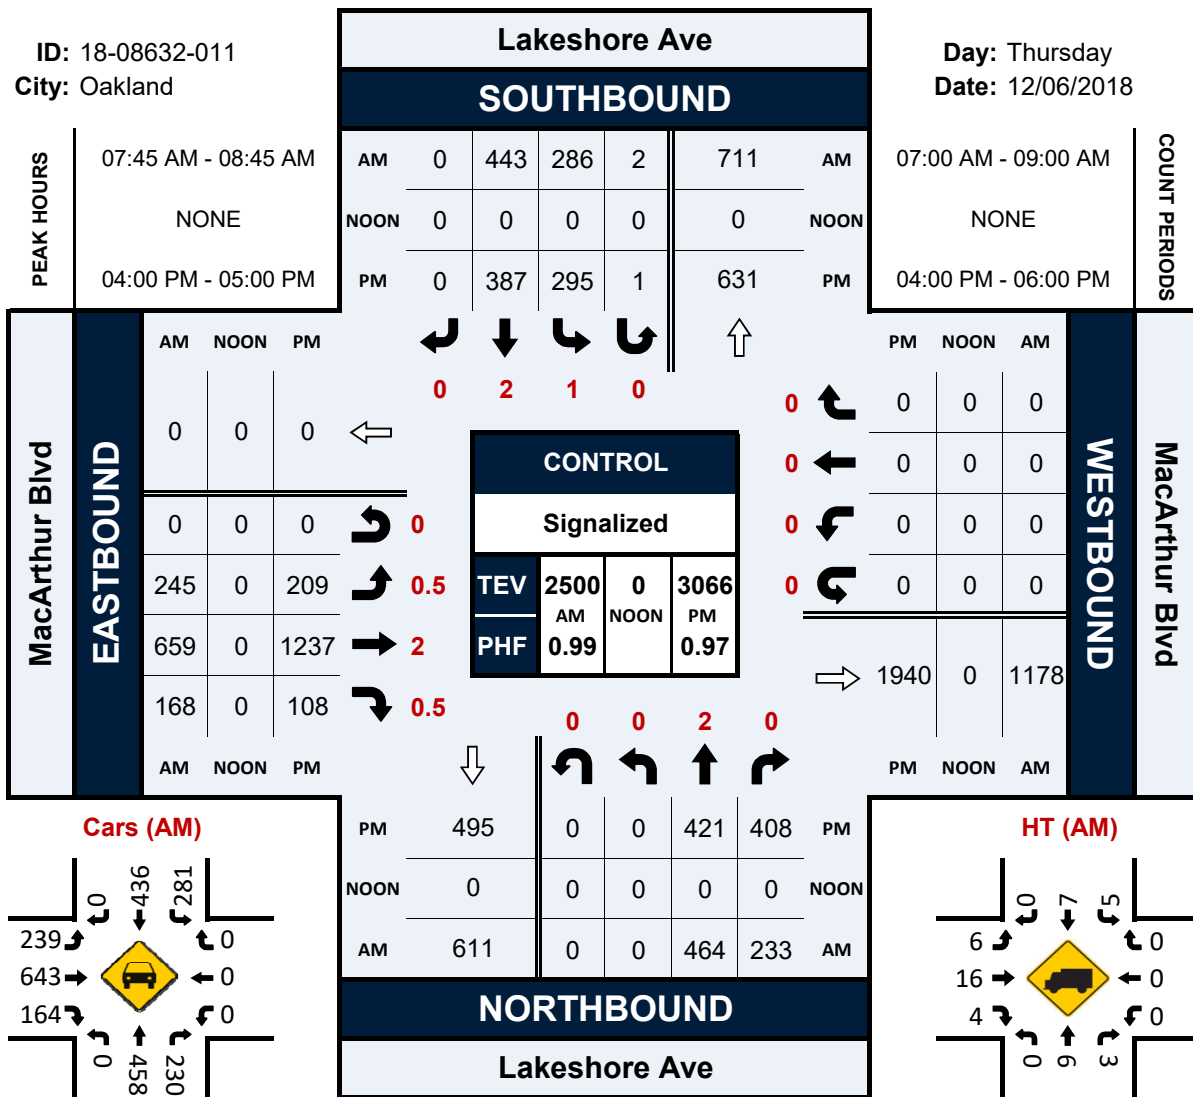 Lakeshore Ave
ID: 18-08632-011
Day: Thursday
City: Oakland
Date: 12/06/2018
SOUTHBOUND
PEAK HOURS
07:45 AM - 08:45 AM
NONE
04:00 PM - 05:00 PM
AM 0 443 286 2 711 AM
NOON 0 0 0 0 0 NOON
PM 0 387 295 1 631 PM
07:00 AM - 09:00 AM
NONE
04:00 PM - 06:00 PM
COUNT PERIODS
0 2 1 0
MacArthur Blvd
EASTBOUND
AM NOON PM
0 0 0
0 0 0 0
245 0 209 0.5
659 0 1237 2
168 0 108 0.5
AM NOON PM
CONTROL
Signalized
TEV 2500 0 3066
AM NOON PM
PHF 0.99 0.97
PM NOON AM
0 0 0 0
0 0 0 0
0 0 0 0
0 0 0 0
1940 0 1178
PM NOON AM
WESTBOUND
MacArthur Blvd
0 0 2 0
PM 495 0 0 421 408 PM
NOON 0 0 0 0 0 NOON
AM 611 0 0 464 233 AM
NORTHBOUND
Lakeshore Ave
Cars (AM)
0 436 281
239 0
643 0
164 0
0 458 230
HT (AM)
0 7 5
6 0
16 0
4 0
0 6 3